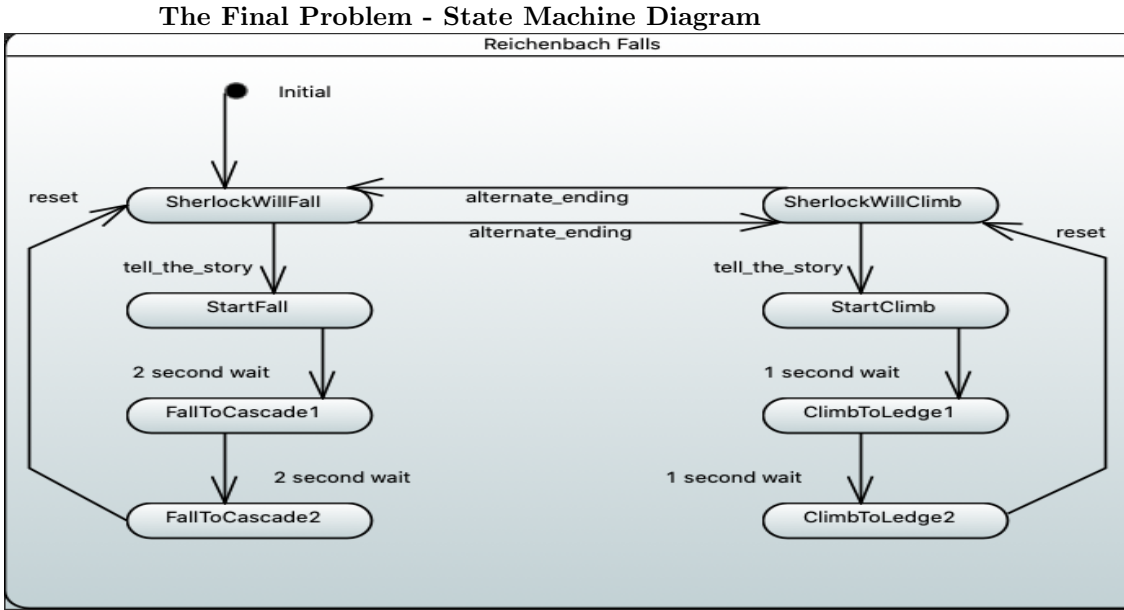 The Final Problem - State Machine Diagram
Reichenbach Falls
Initial
reset
SherlockWillFall
alternate_ending
SherlockWillClimb
alternate_ending
reset
tell_the_story
tell_the_story
StartFall
StartClimb
2 second wait
1 second wait
FallToCascade1
ClimbToLedge1
2 second wait
1 second wait
FallToCascade2
ClimbToLedge2